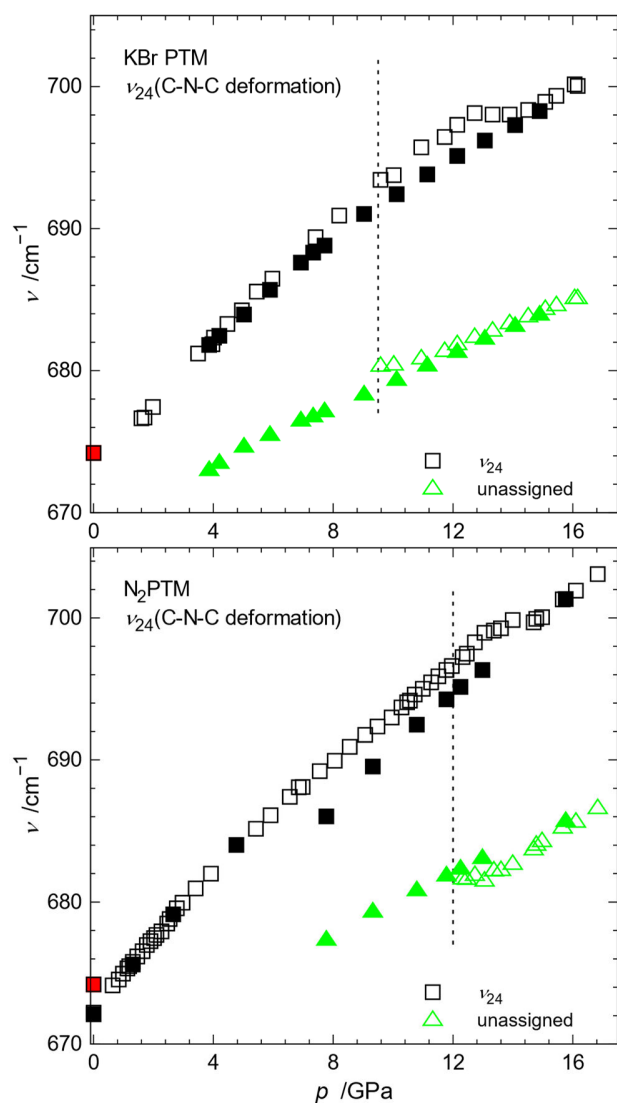 KBr PTM
ν₂₄(C-N-C deformation)
700
690
680
670
ν /cm⁻¹
ν₂₄
unassigned
0 4 8 12 16
N₂PTM
ν₂₄(C-N-C deformation)
700
690
680
670
ν /cm⁻¹
ν₂₄
unassigned
0 4 8 12 16
p /GPa